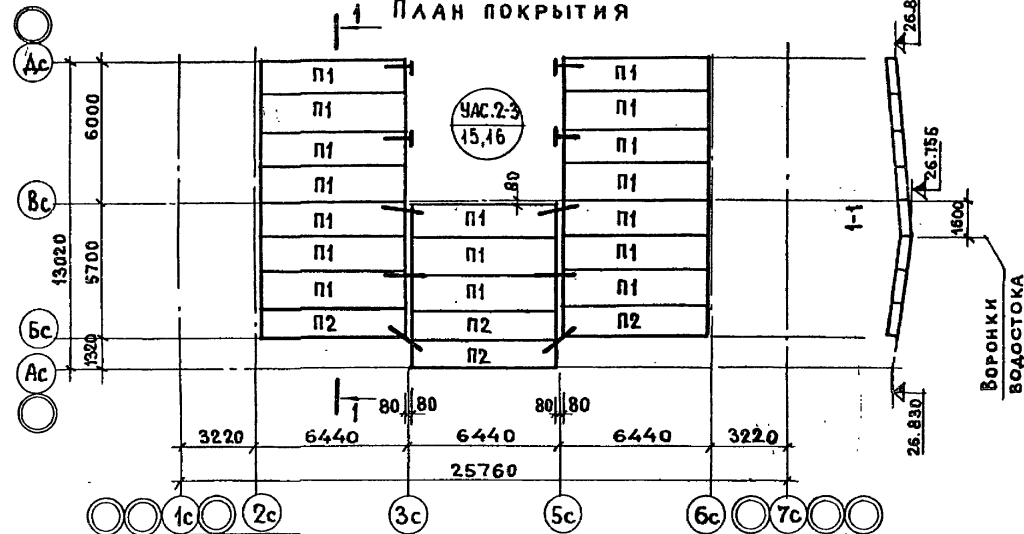 План покрытия
1
26.8
Дс
П1
П1
П1
П1
УАС.2-3
15,16
6000
П1
П1
П1
П1
26.756
80
Вс
П1
П1
П1
1-1
1600
13020
5700
П1
П1
П1
П1
П1
П1
Бс
П2
П2
П2
1320
П2
Ас
Воронки
водостока
1
80
80
80
80
26.830
3220
6440
6440
6440
3220
25760
1с
2с
3с
5с
6с
7с